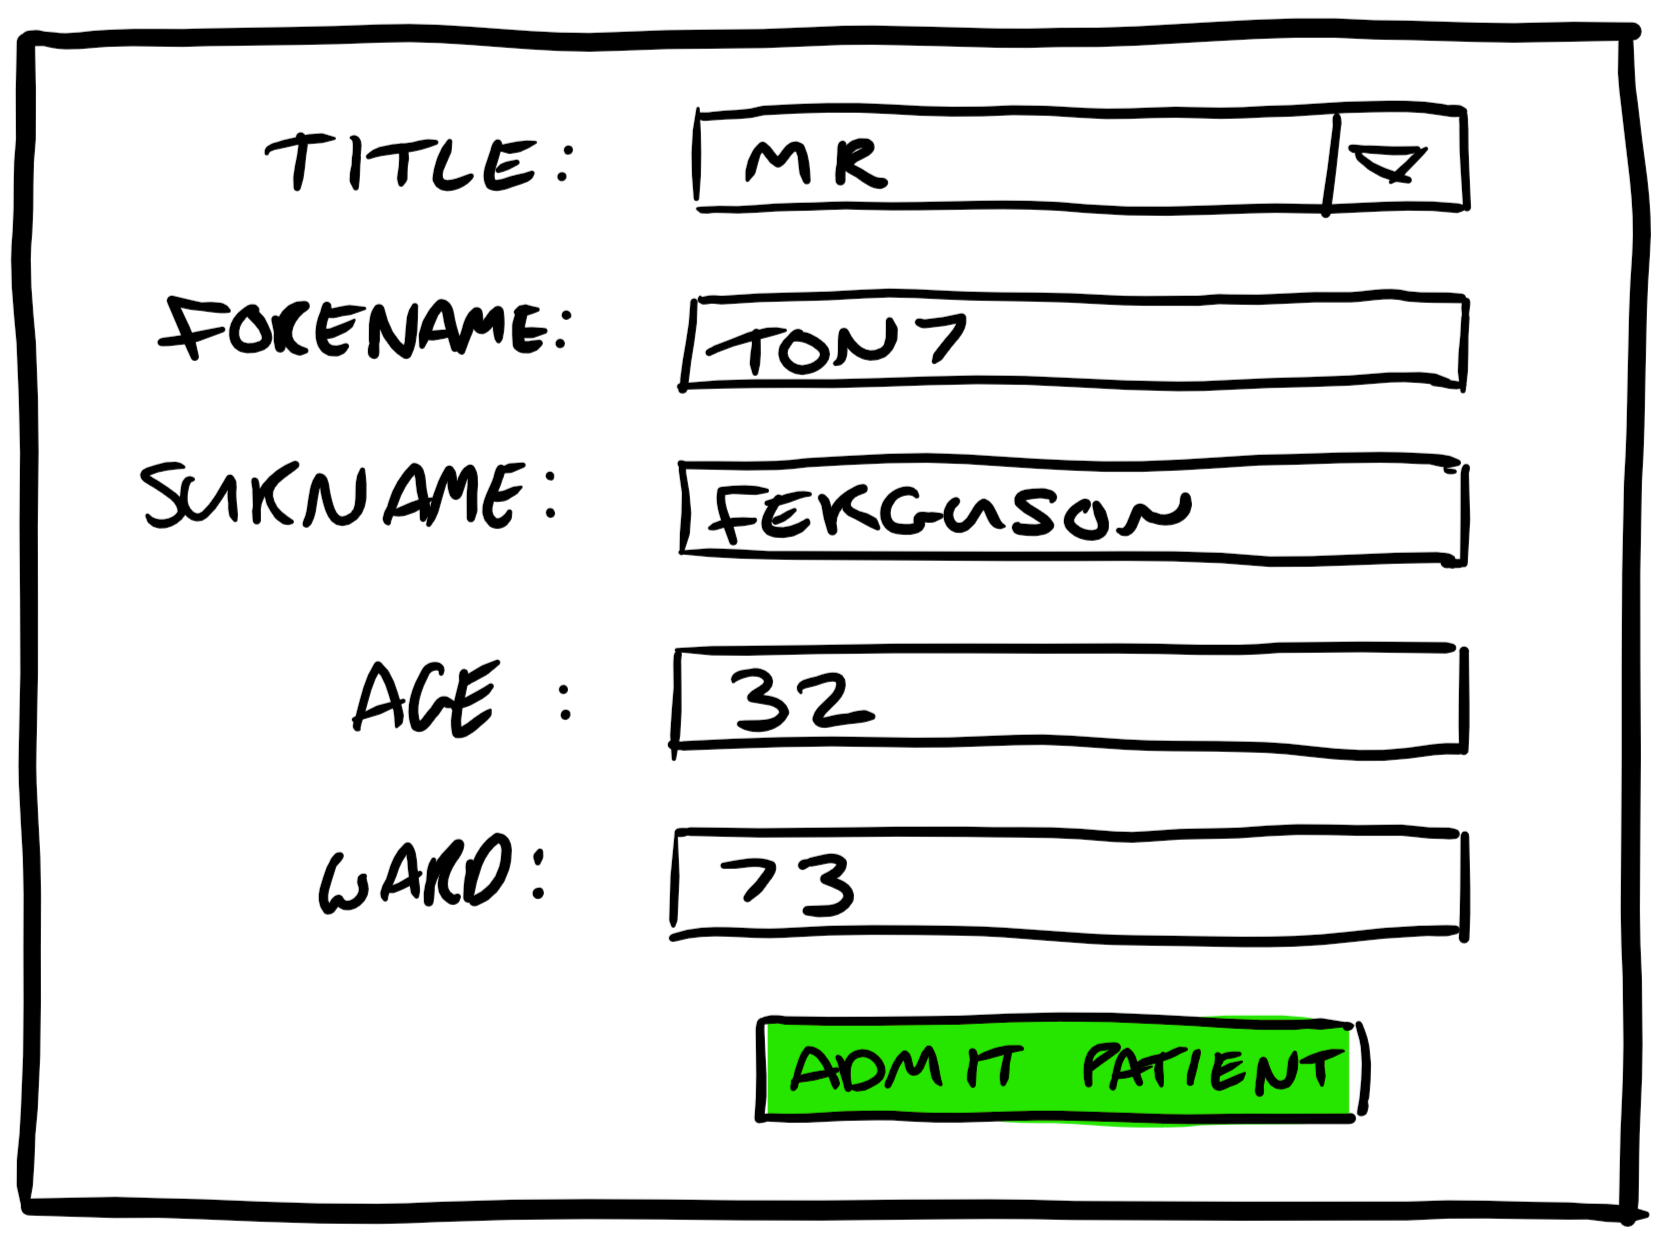 TITLE: MR
FORENAME: TONY
SURNAME: FERGUSON
AGE : 32
WARD: 73
ADMIT PATIENT